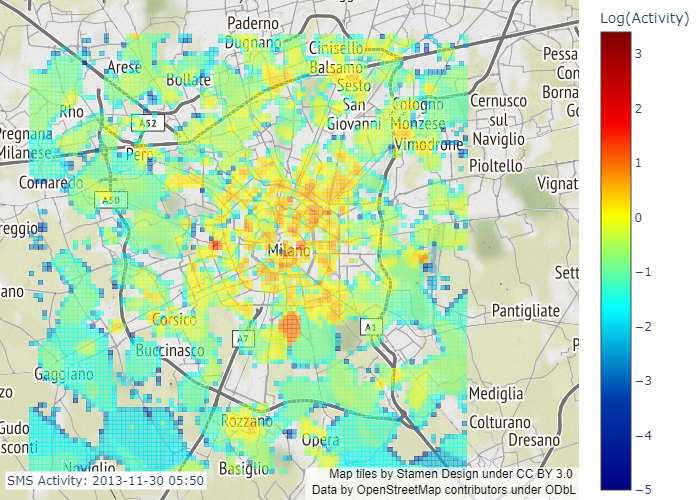 Log(Activity)
3
2
1
0
−1
−2
−3
−4
−5
Paderno
Dugnano
Cinisello
Balsamo
Arese
Bollate
Sesto
San
Giovanni
Cologno
Monzese
Vimodrone
Cernusco
sul
Naviglio
Pioltello
Pessa
Con
Borna
Go
Rho
A52
Pregnana
Milanese
Pero
Cornaredo
A50
Vignat
reggio
Milano
Sett
ano
Pantigliate
Corsico
A7
A1
Buccinasco
P
Gaggiano
zo
Mediglia
Rozzano
Colturano
Gudo
sconti
Opera
Dresano
Noviglio
Basiglio
SMS Activity: 2013-11-30 05:50
Map tiles by Stamen Design under CC BY 3.0
Data by OpenStreetMap contributors under ODbL